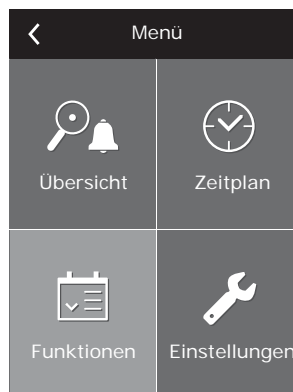 Menü
Übersicht
Zeitplan
Funktionen
Einstellungen